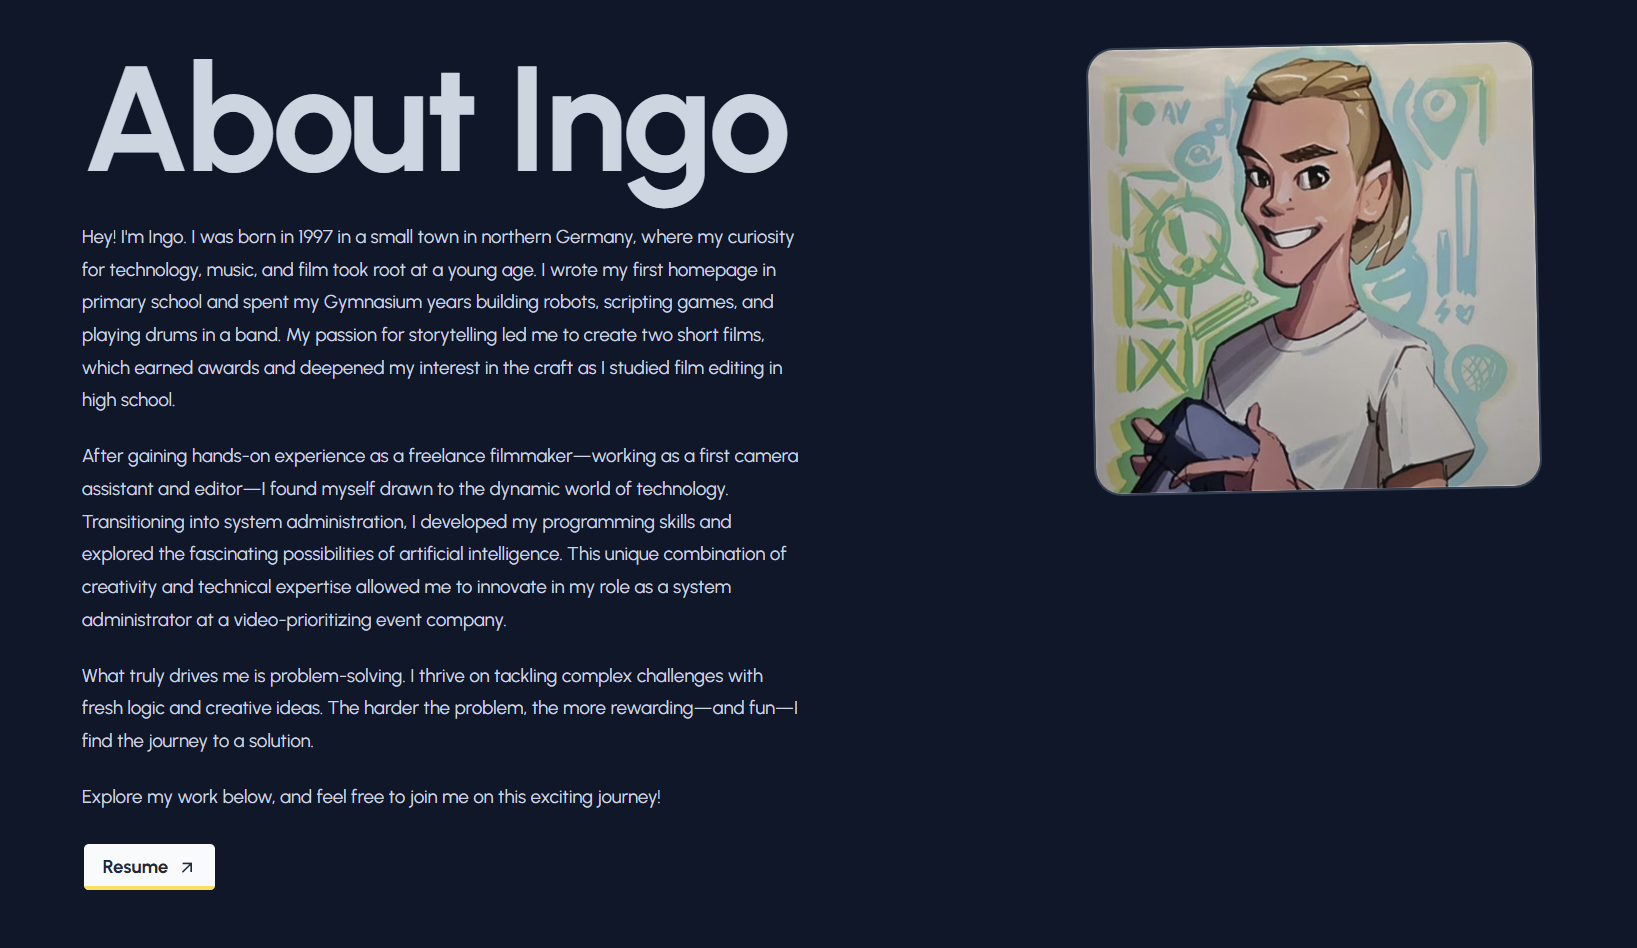 About Ingo
Hey! I'm Ingo. I was born in 1997 in a small town in northern Germany, where my curiosity
for technology, music, and film took root at a young age. I wrote my first homepage in
primary school and spent my Gymnasium years building robots, scripting games, and
playing drums in a band. My passion for storytelling led me to create two short films,
which earned awards and deepened my interest in the craft as I studied film editing in
high school.
After gaining hands-on experience as a freelance filmmaker—working as a first camera
assistant and editor—I found myself drawn to the dynamic world of technology.
Transitioning into system administration, I developed my programming skills and
explored the fascinating possibilities of artificial intelligence. This unique combination of
creativity and technical expertise allowed me to innovate in my role as a system
administrator at a video-prioritizing event company.
What truly drives me is problem-solving. I thrive on tackling complex challenges with
fresh logic and creative ideas. The harder the problem, the more rewarding—and fun—I
find the journey to a solution.
Explore my work below, and feel free to join me on this exciting journey!
Resume
AV